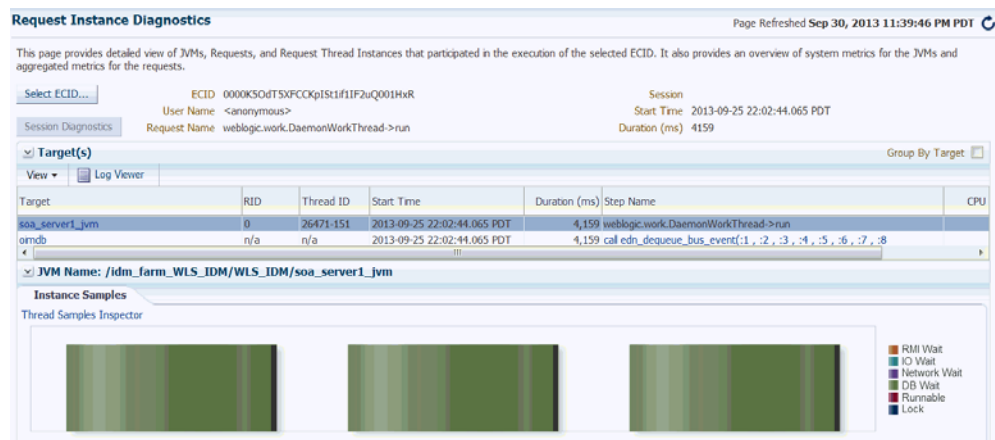 Request Instance Diagnostics
Page Refreshed Sep 30, 2013 11:39:46 PM PDT
This page provides detailed view of JVMs, Requests, and Request Thread Instances that participated in the execution of the selected ECID. It also provides an overview of system metrics for the JVMs and
aggregated metrics for the requests.
Select ECID...
ECID 0000K5OdT5XFCCKpISt1if1IF2uQ001HxR
Session
User Name <anonymous>
Start Time 2013-09-25 22:02:44.065 PDT
Session Diagnostics
Request Name weblogic.work.DaemonWorkThread->run
Duration (ms) 4159
Target(s)
Group By Target
View
Log Viewer
Target RID Thread ID Start Time Duration (ms) Step Name CPU
soa_server1_jvm 0 26471-151 2013-09-25 22:02:44.065 PDT 4,159 weblogic.work.DaemonWorkThread->run
omdb n/a n/a 2013-09-25 22:02:44.065 PDT 4,159 call edn_dequeue_bus_event(:1 , :2 , :3 , :4 , :5 , :6 , :7 , :8
JVM Name: /idm_farm_WLS_IDM/WLS_IDM/soa_server1_jvm
Instance Samples
Thread Samples Inspector
RMI Wait
IO Wait
Network Wait
DB Wait
Runnable
Lock